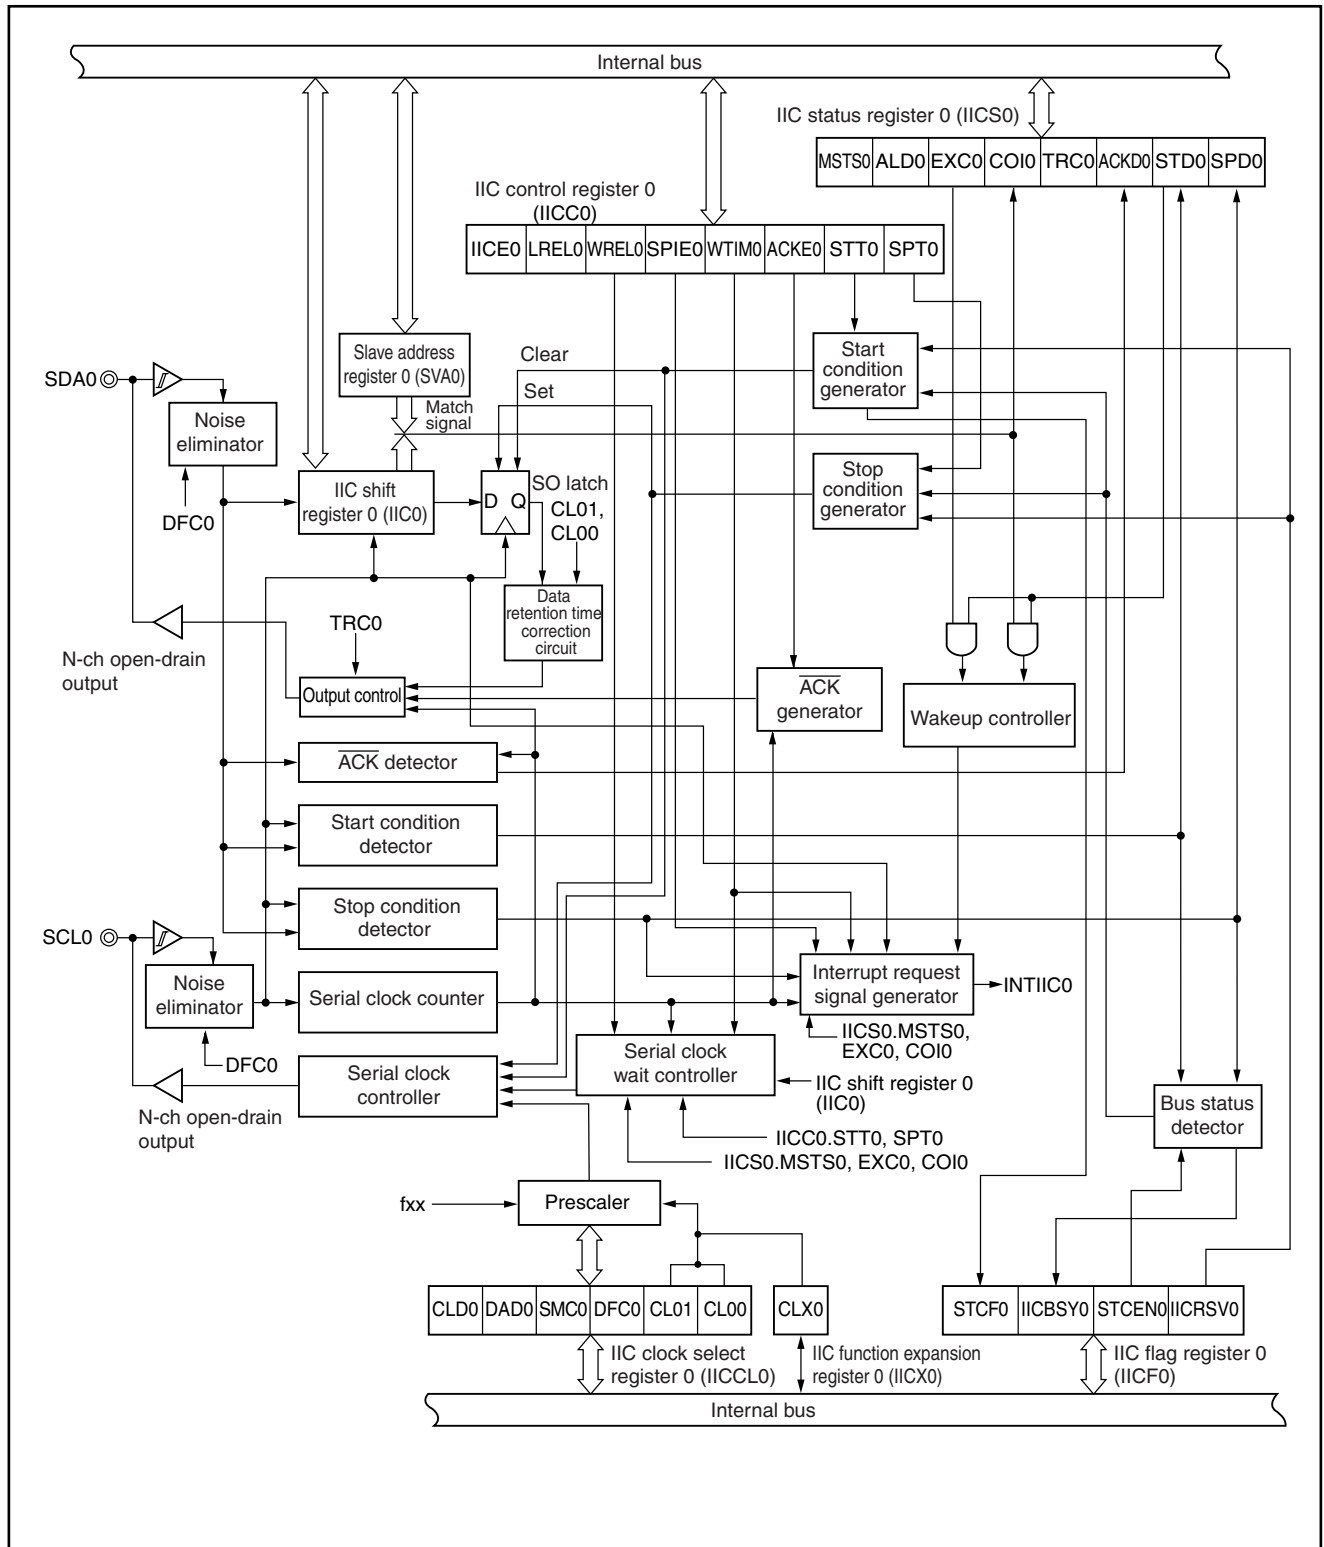 Internal bus
IIC status register 0 (IICS0)
MSTS0 ALD0 EXC0 COI0 TRC0 ACKD0 STD0 SPD0
IIC control register 0
(IICC0)
IICE0 LREL0 WREL0 SPIE0 WTIM0 ACKE0 STT0 SPT0
Slave address
register 0 (SVA0)
Clear
Start
condition
generator
SDA0
Set
Match
signal
Noise
eliminator
Stop
condition
generator
IIC shift
register 0 (IIC0)
D Q
SO latch
CL01,
CL00
DFC0
Data
retention time
correction
circuit
TRC0
N-ch open-drain
output
Output control
ACK
generator
Wakeup controller
ACK detector
Start condition
detector
Stop condition
detector
SCL0
Noise
eliminator
Serial clock counter
Interrupt request
signal generator
INTIIC0
IICS0.MSTS0,
EXC0, COI0
DFC0
Serial clock
controller
Serial clock
wait controller
IIC shift register 0
(IIC0)
Bus status
detector
N-ch open-drain
output
IICC0.STT0, SPT0
IICS0.MSTS0, EXC0, COI0
fxx
Prescaler
CLD0 DAD0 SMC0 DFC0 CL01 CL00
CLX0
STCF0 IICBSY0 STCEN0 IICRSV0
IIC clock select
register 0 (IICCL0)
IIC function expansion
register 0 (IICX0)
IIC flag register 0
(IICF0)
Internal bus